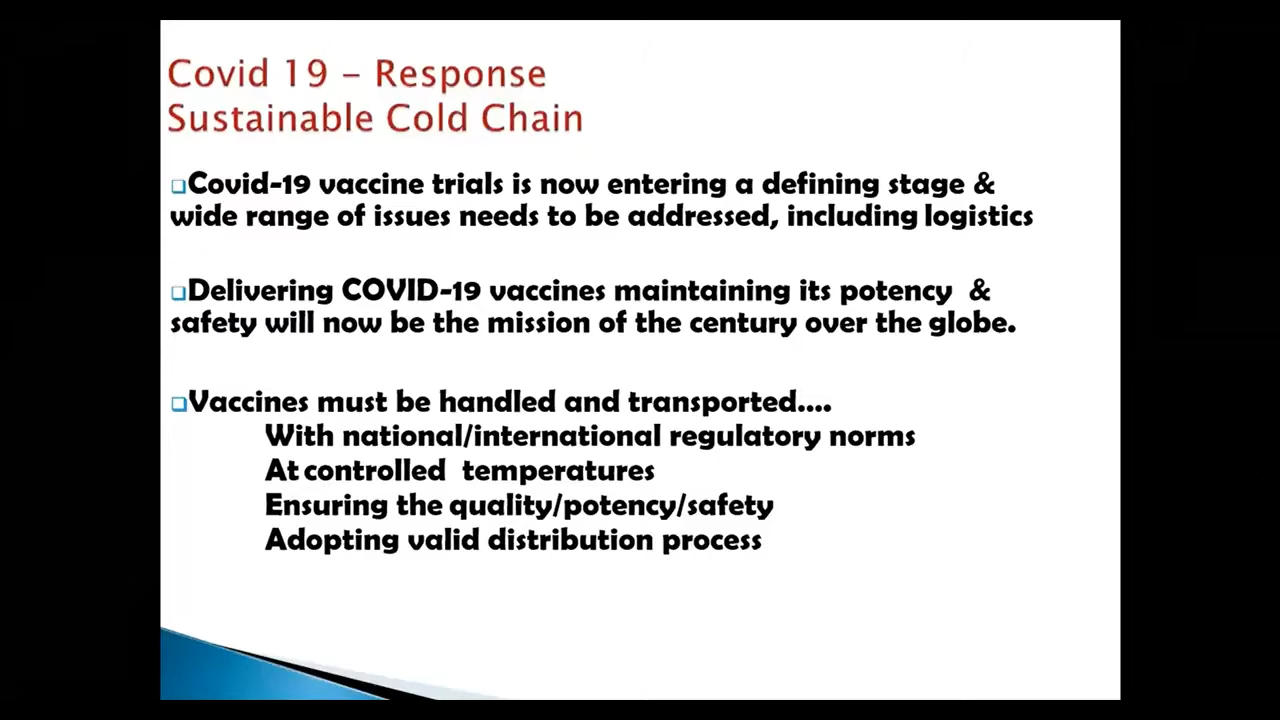 Covid 19 – Response
Sustainable Cold Chain
❑Covid-19 vaccine trials is now entering a defining stage &
wide range of issues needs to be addressed, including logistics
❑Delivering COVID-19 vaccines maintaining its potency & 
safety will now be the mission of the century over the globe.
❑Vaccines must be handled and transported....
With national/international regulatory norms
At controlled temperatures
Ensuring the quality/potency/safety
Adopting valid distribution process